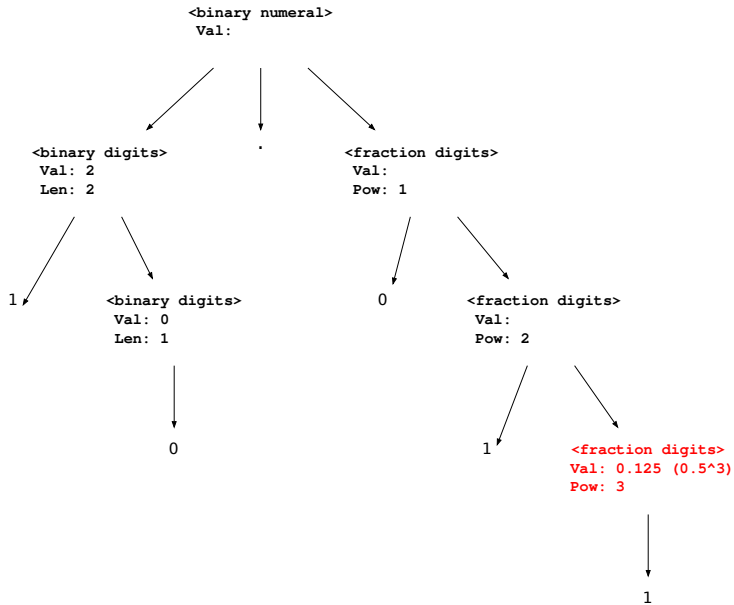 <binary numeral>
Val:
<binary digits>
Val: 2
Len: 2
.
<fraction digits>
Val:
Pow: 1
1
<binary digits>
Val: 0
Len: 1
0
<fraction digits>
Val:
Pow: 2
0
1
<fraction digits>
Val: 0.125 (0.5^3)
Pow: 3
1